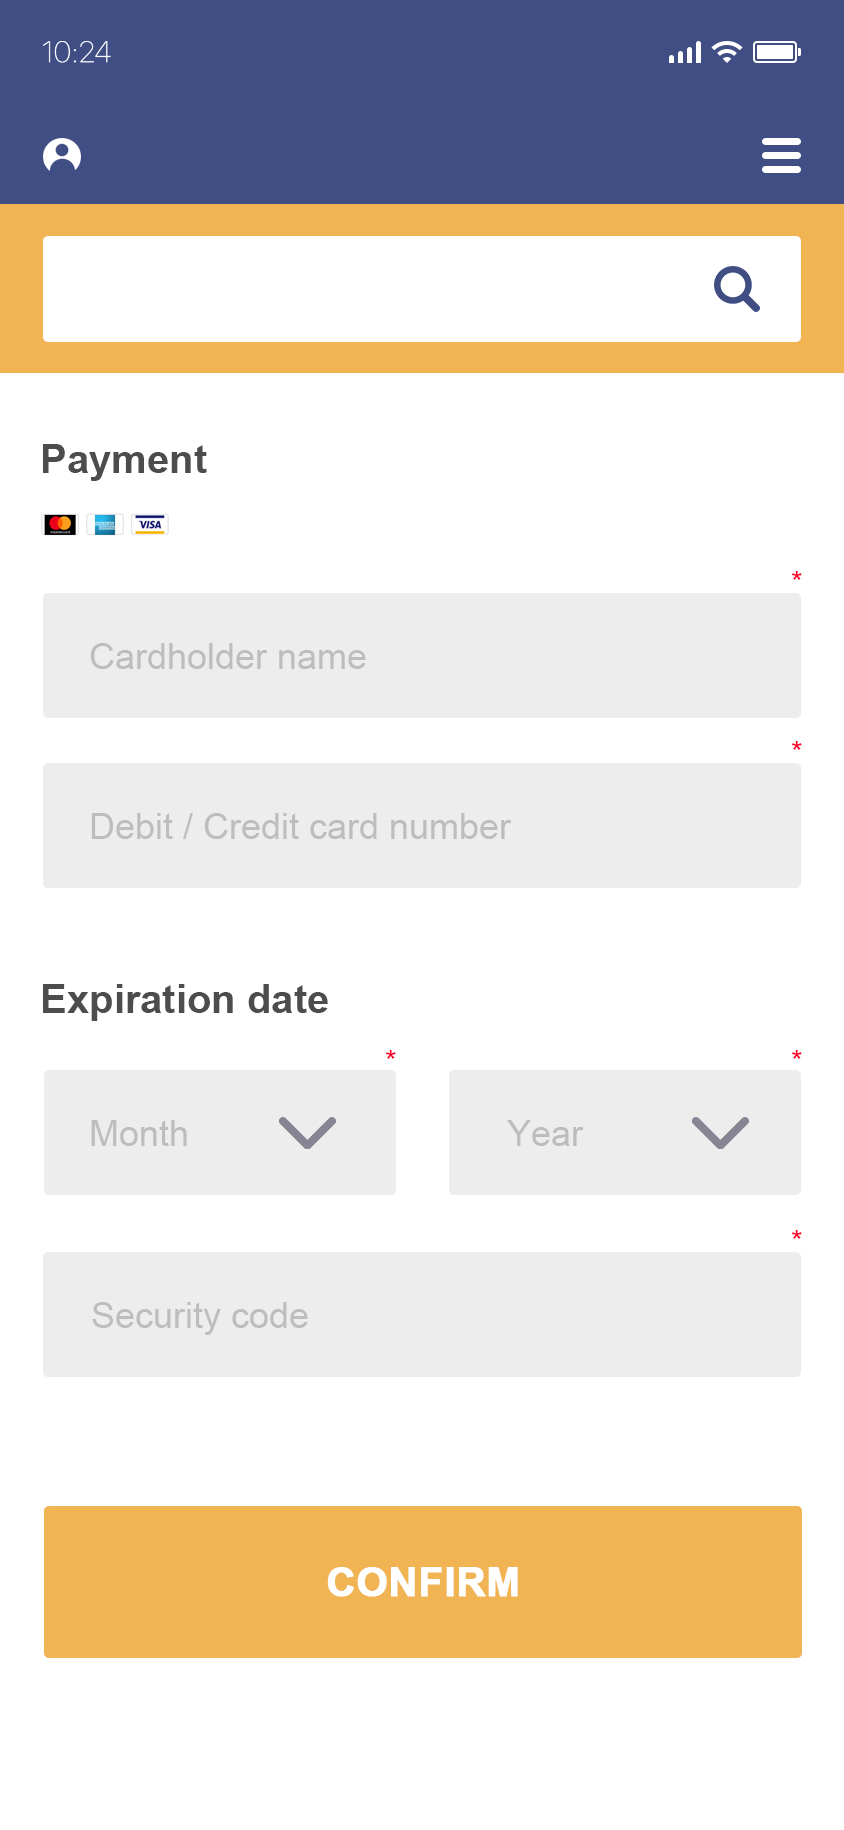 10:24
Payment
VISA
*
Cardholder name
*
Debit / Credit card number
Expiration date
* *
Month Year
*
Security code
CONFIRM